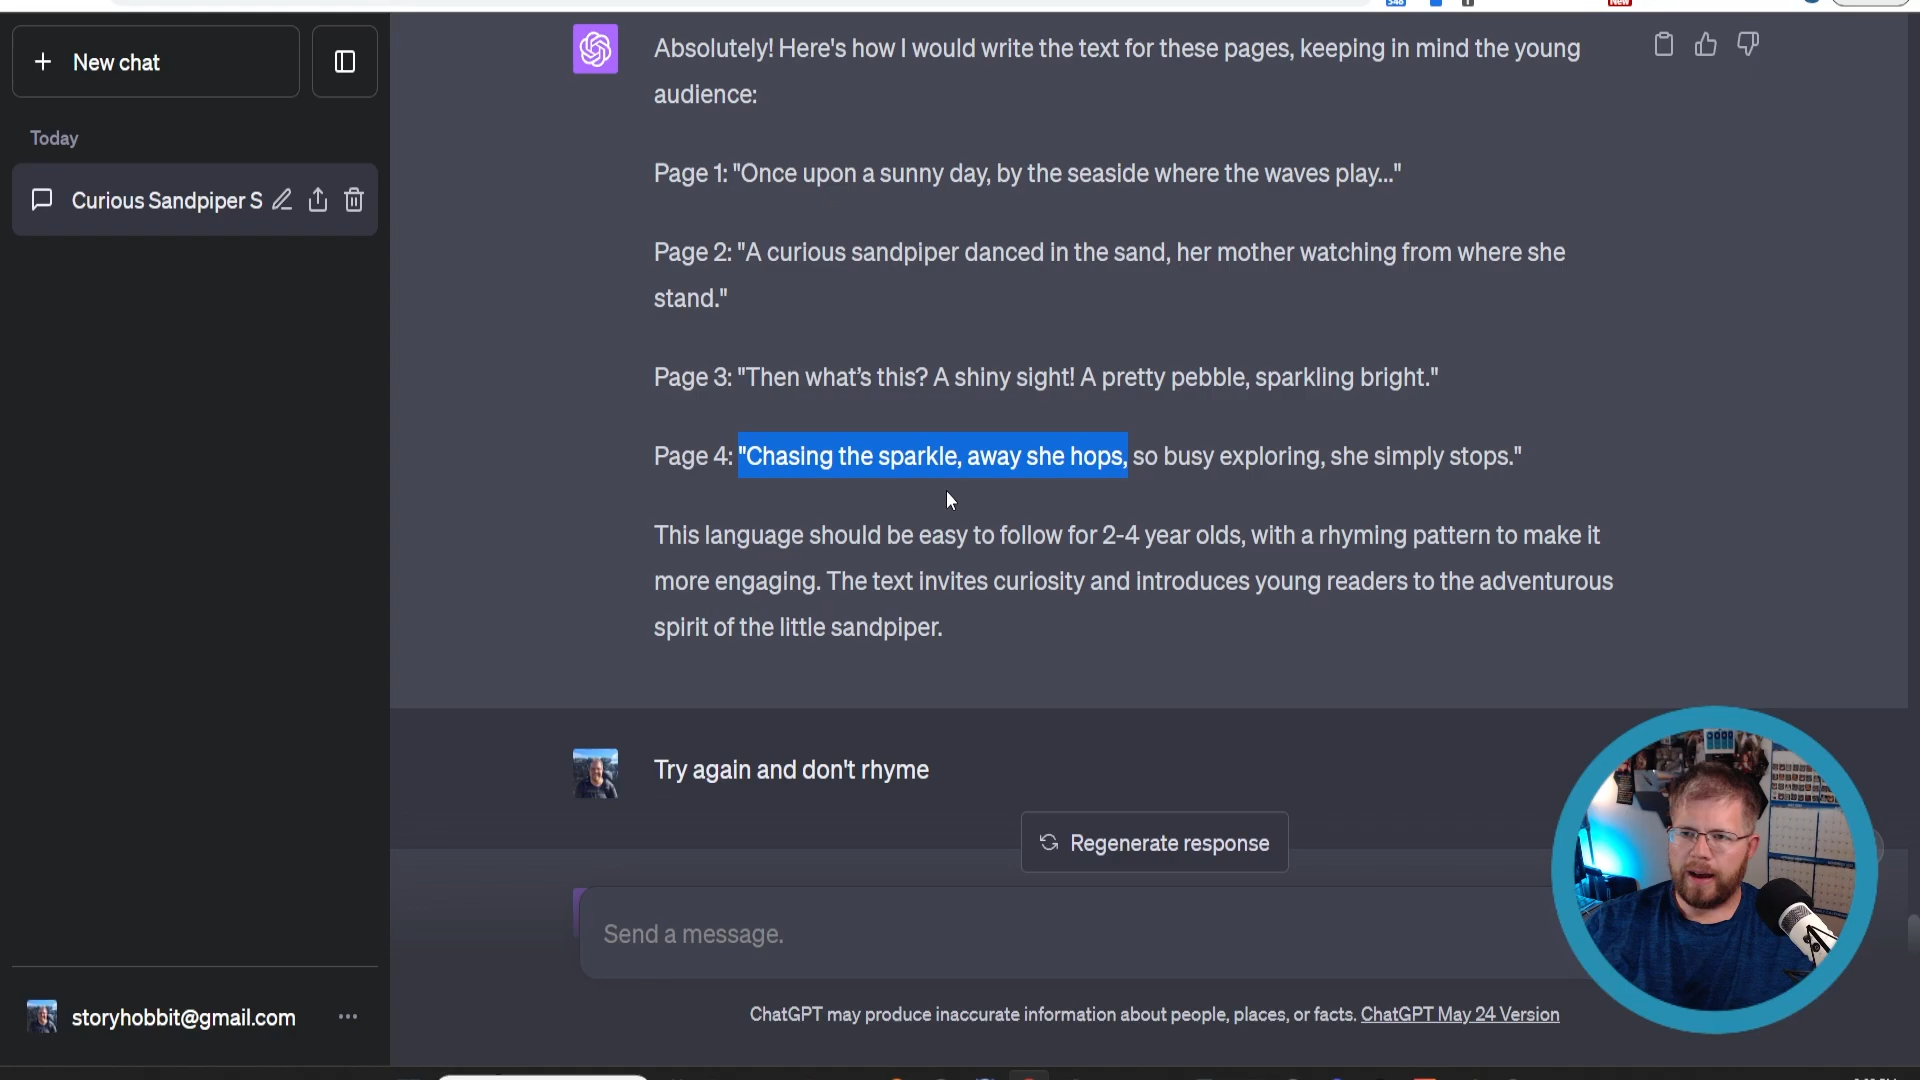 New chat
Today
Curious Sandpiper S
Absolutely! Here's how I would write the text for these pages, keeping in mind the young
audience:
Page 1: "Once upon a sunny day, by the seaside where the waves play..."
Page 2: "A curious sandpiper danced in the sand, her mother watching from where she
stand."
Page 3: "Then what’s this? A shiny sight! A pretty pebble, sparkling bright."
Page 4: "Chasing the sparkle, away she hops, so busy exploring, she simply stops."
This language should be easy to follow for 2-4 year olds, with a rhyming pattern to make it
more engaging. The text invites curiosity and introduces young readers to the adventurous
spirit of the little sandpiper.
Try again and don't rhyme
Regenerate response
Send a message.
ChatGPT may produce inaccurate information about people, places, or facts. ChatGPT May 24 Version
storyhobbit@gmail.com
New